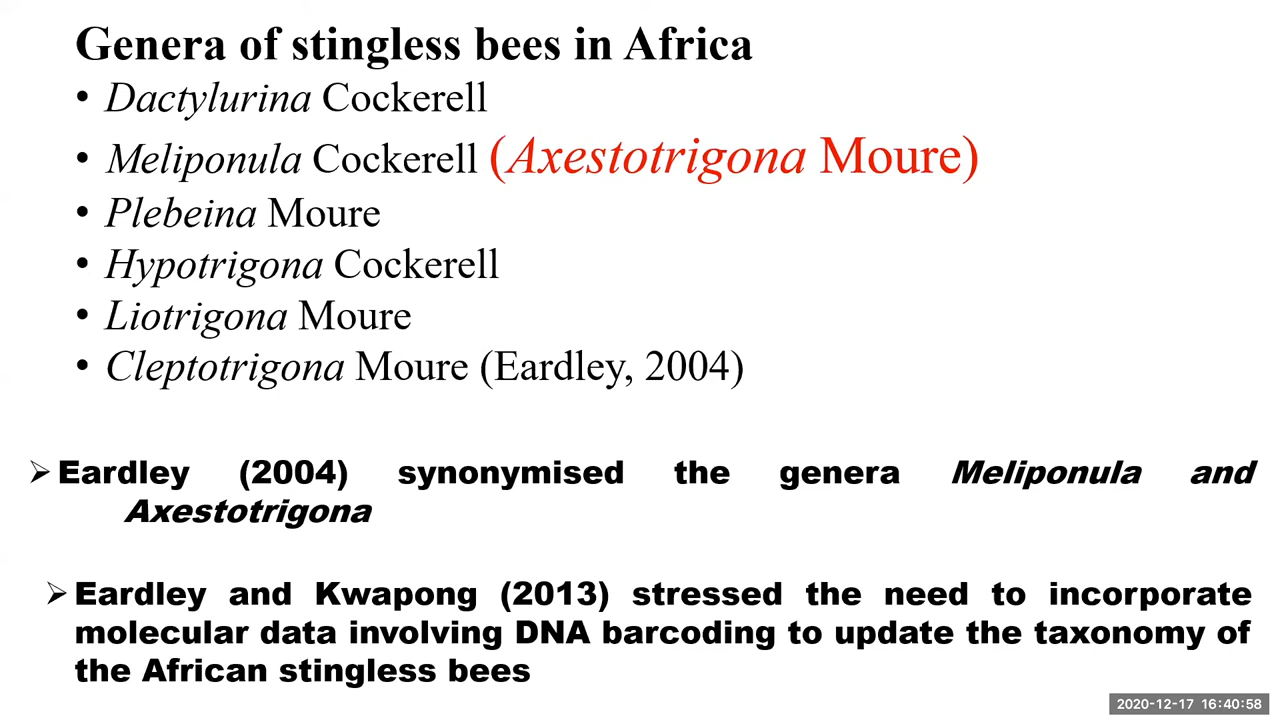 Genera of stingless bees in Africa
• Dactylurina Cockerell
• Meliponula Cockerell (Axestotrigona Moure)
• Plebeina Moure
• Hypotrigona Cockerell
• Liotrigona Moure
• Cleptotrigona Moure (Eardley, 2004)
➢ Eardley (2004) synonymised the genera Meliponula and
Axestotrigona
➢ Eardley and Kwapong (2013) stressed the need to incorporate
molecular data involving DNA barcoding to update the taxonomy of
the African stingless bees
2020-12-17 16:40:58